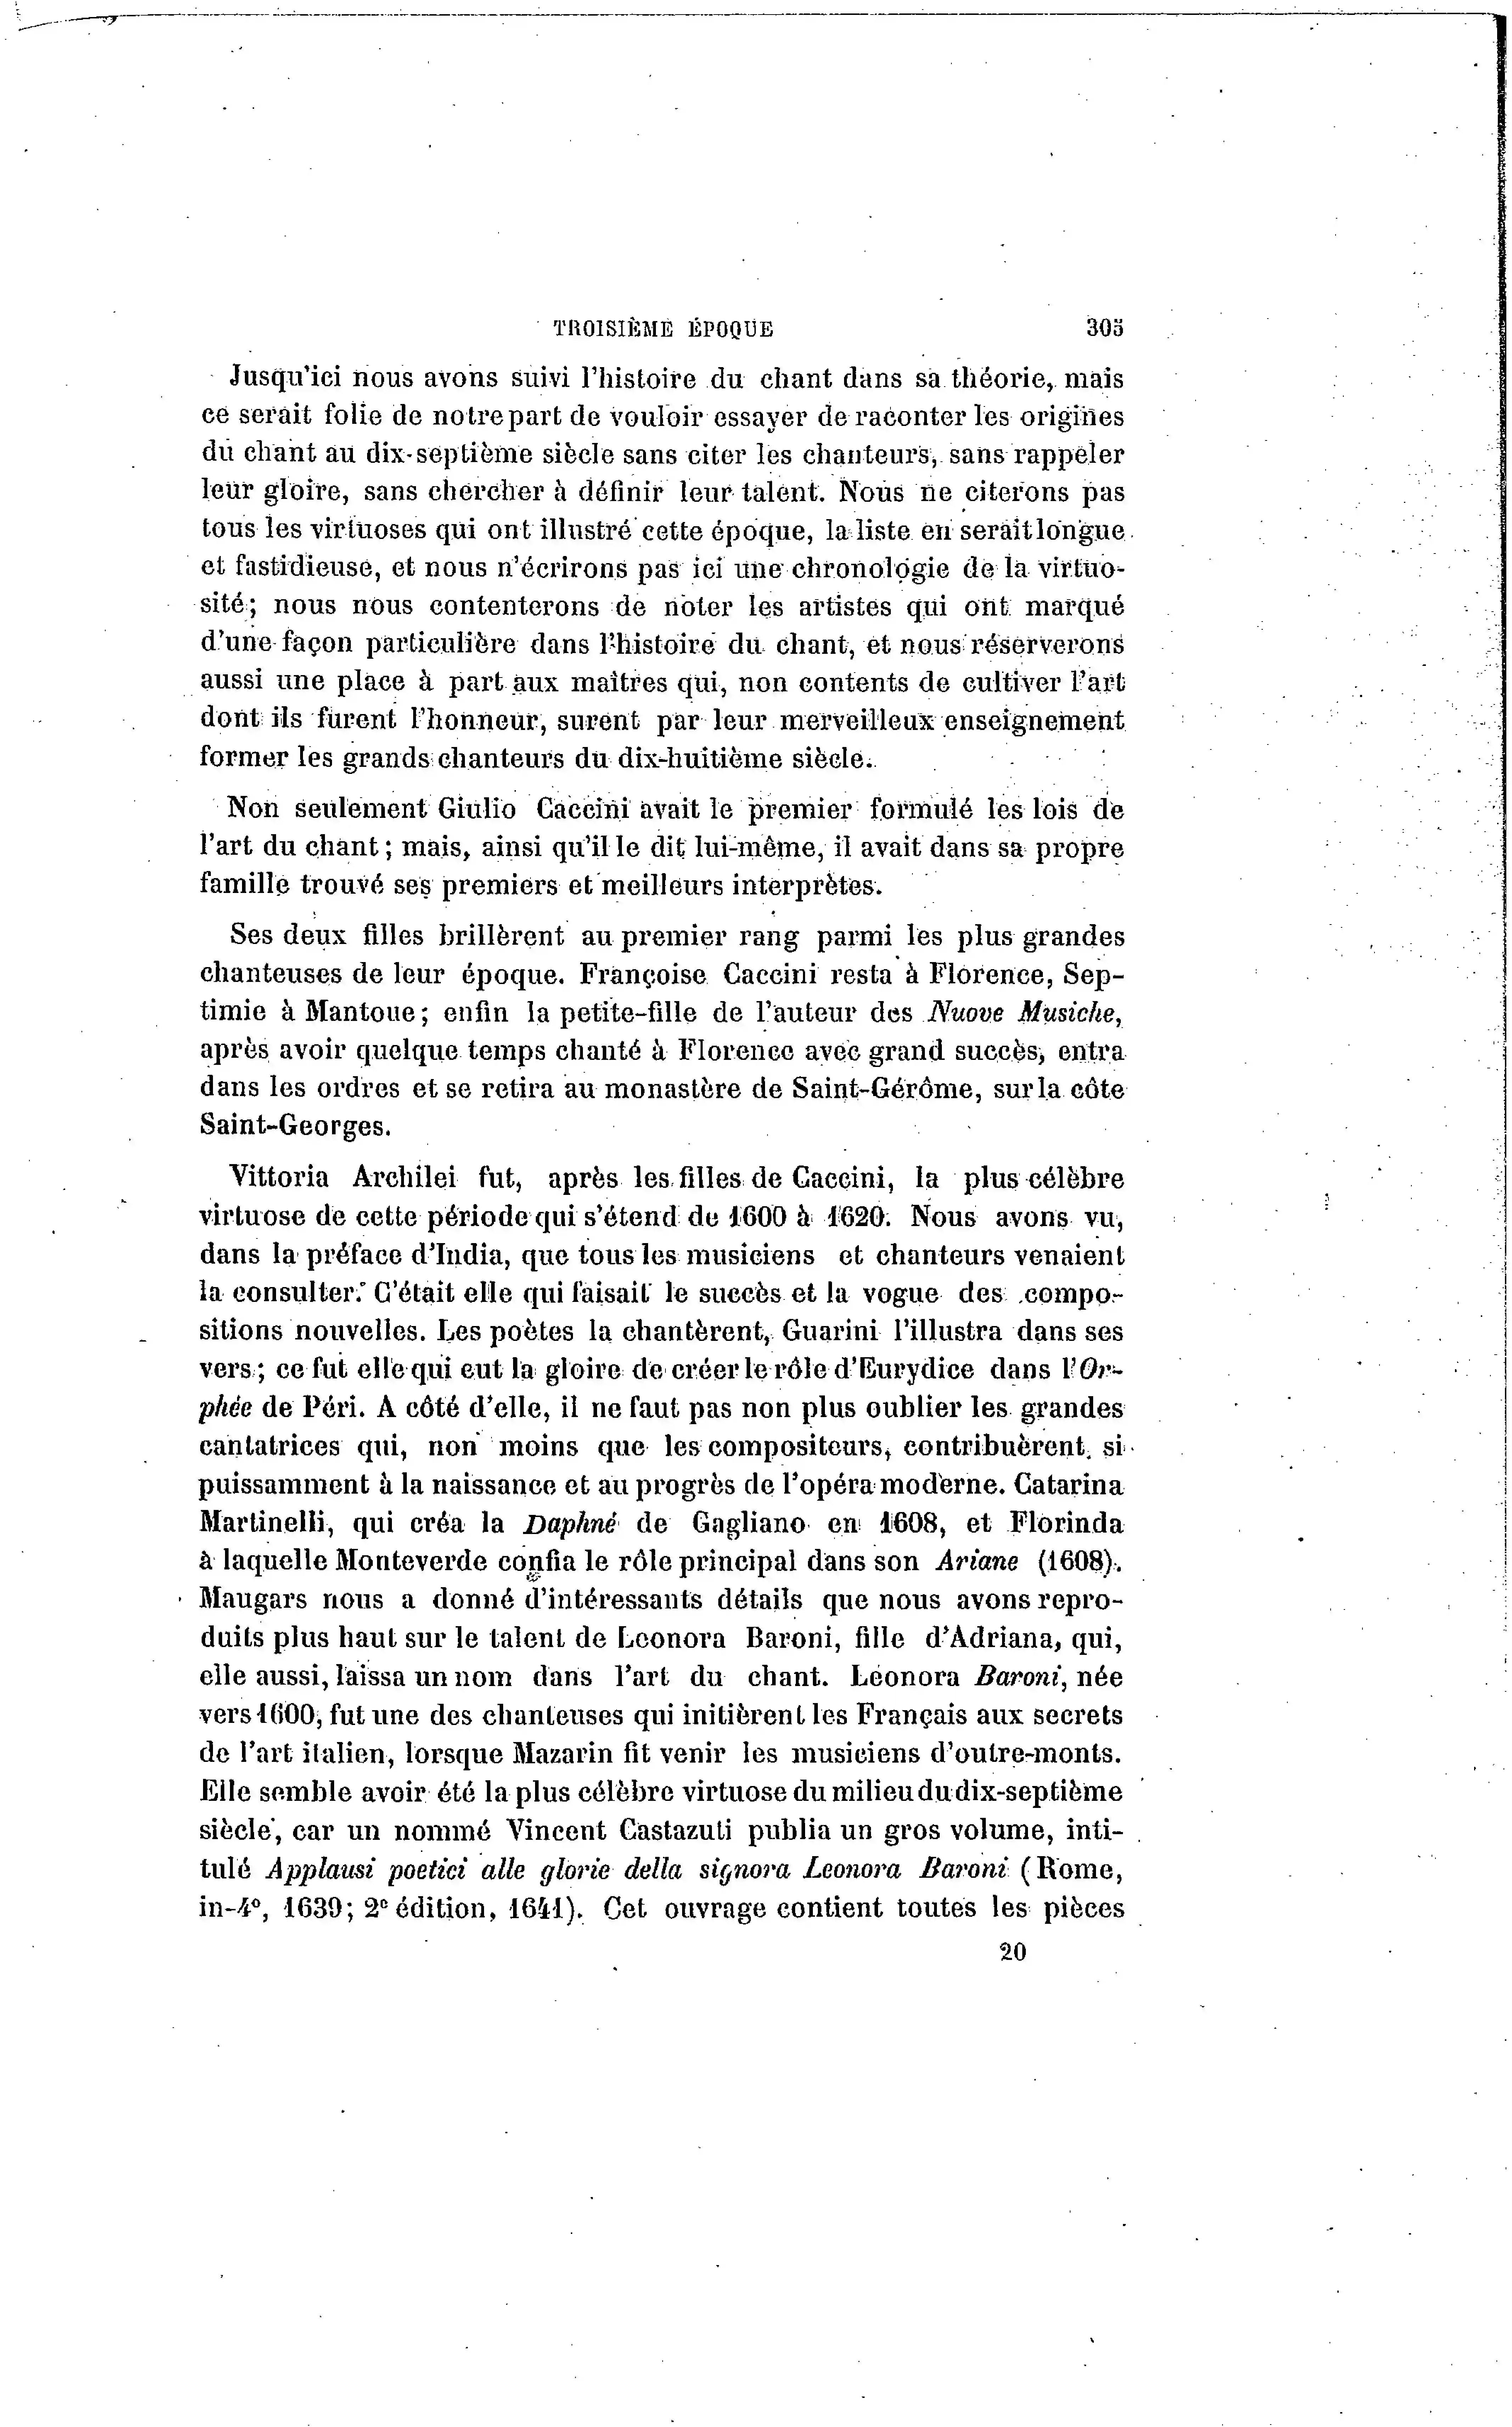 TROISIÈME ÉPOQUE 305
Jusqu'ici nous avons suivi l'histoire du chant dans sa théorie, mais
ce serait folie de notre part de vouloir essayer de raconter les origines
du chant au dix-septième siècle sans citer les chanteurs, sans rappeler
leur gloire, sans chercher à définir leur talent. Nous ne citerons pas
tous les virtuoses qui ont illustré cette époque, la liste en serait longue
et fastidieuse, et nous n'écrirons pas ici une chronologie de la virtuo-
sité; nous nous contenterons de noter les artistes qui ont marqué
d'une façon particulière dans l'histoire du chant, et nous réserverons
aussi une place à part aux maîtres qui, non contents de cultiver l'art
dont ils furent l'honneur, surent par leur merveilleux enseignement
former les grands chanteurs du dix-huitième siècle.
Non seulement Giulio Caccini avait le premier formulé les lois de
l'art du chant; mais, ainsi qu'il le dit lui-même, il avait dans sa propre
famille trouvé ses premiers et meilleurs interprètes.
Ses deux filles brillèrent au premier rang parmi les plus grandes
chanteuses de leur époque. Françoise Caccini resta à Florence, Sep-
timie à Mantoue; enfin la petite-fille de l'auteur des Nuove Musiche,
après avoir quelque temps chanté à Florence avec grand succès, entra
dans les ordres et se retira au monastère de Saint-Gérôme, sur la côte
Saint-Georges.
Vittoria Archilei fut, après les filles de Caccini, la plus célèbre
virtuose de cette période qui s'étend de 1600 à 1620. Nous avons vu,
dans la préface d'India, que tous les musiciens et chanteurs venaient
la consulter. C'était elle qui faisait le succès et la vogue des compo-
sitions nouvelles. Les poètes la chantèrent, Guarini l'illustra dans ses
vers; ce fut elle qui eut la gloire de créer le rôle d'Eurydice dans l'Or-
phée de Péri. A côté d'elle, il ne faut pas non plus oublier les grandes
cantatrices qui, non moins que les compositeurs, contribuèrent si
puissamment à la naissance et au progrès de l'opéra moderne. Catarina
Martinelli, qui créa la Daphné de Gagliano en 1608, et Florinda
à laquelle Monteverde confia le rôle principal dans son Ariane (1608).
Maugars nous a donné d'intéressants détails que nous avons repro-
duits plus haut sur le talent de Leonora Baroni, fille d'Adriana, qui,
elle aussi, laissa un nom dans l'art du chant. Léonora Baroni, née
vers 1600, fut une des chanteuses qui initièrent les Français aux secrets
de l'art italien, lorsque Mazarin fit venir les musiciens d'outre-monts.
Elle semble avoir été la plus célèbre virtuose du milieu du dix-septième
siècle, car un nommé Vincent Castazuti publia un gros volume, inti-
tulé Applausi poetici alle glorie della signora Leonora Baroni (Rome,
in-4º, 1639; 2e édition, 1641). Cet ouvrage contient toutes les pièces
20